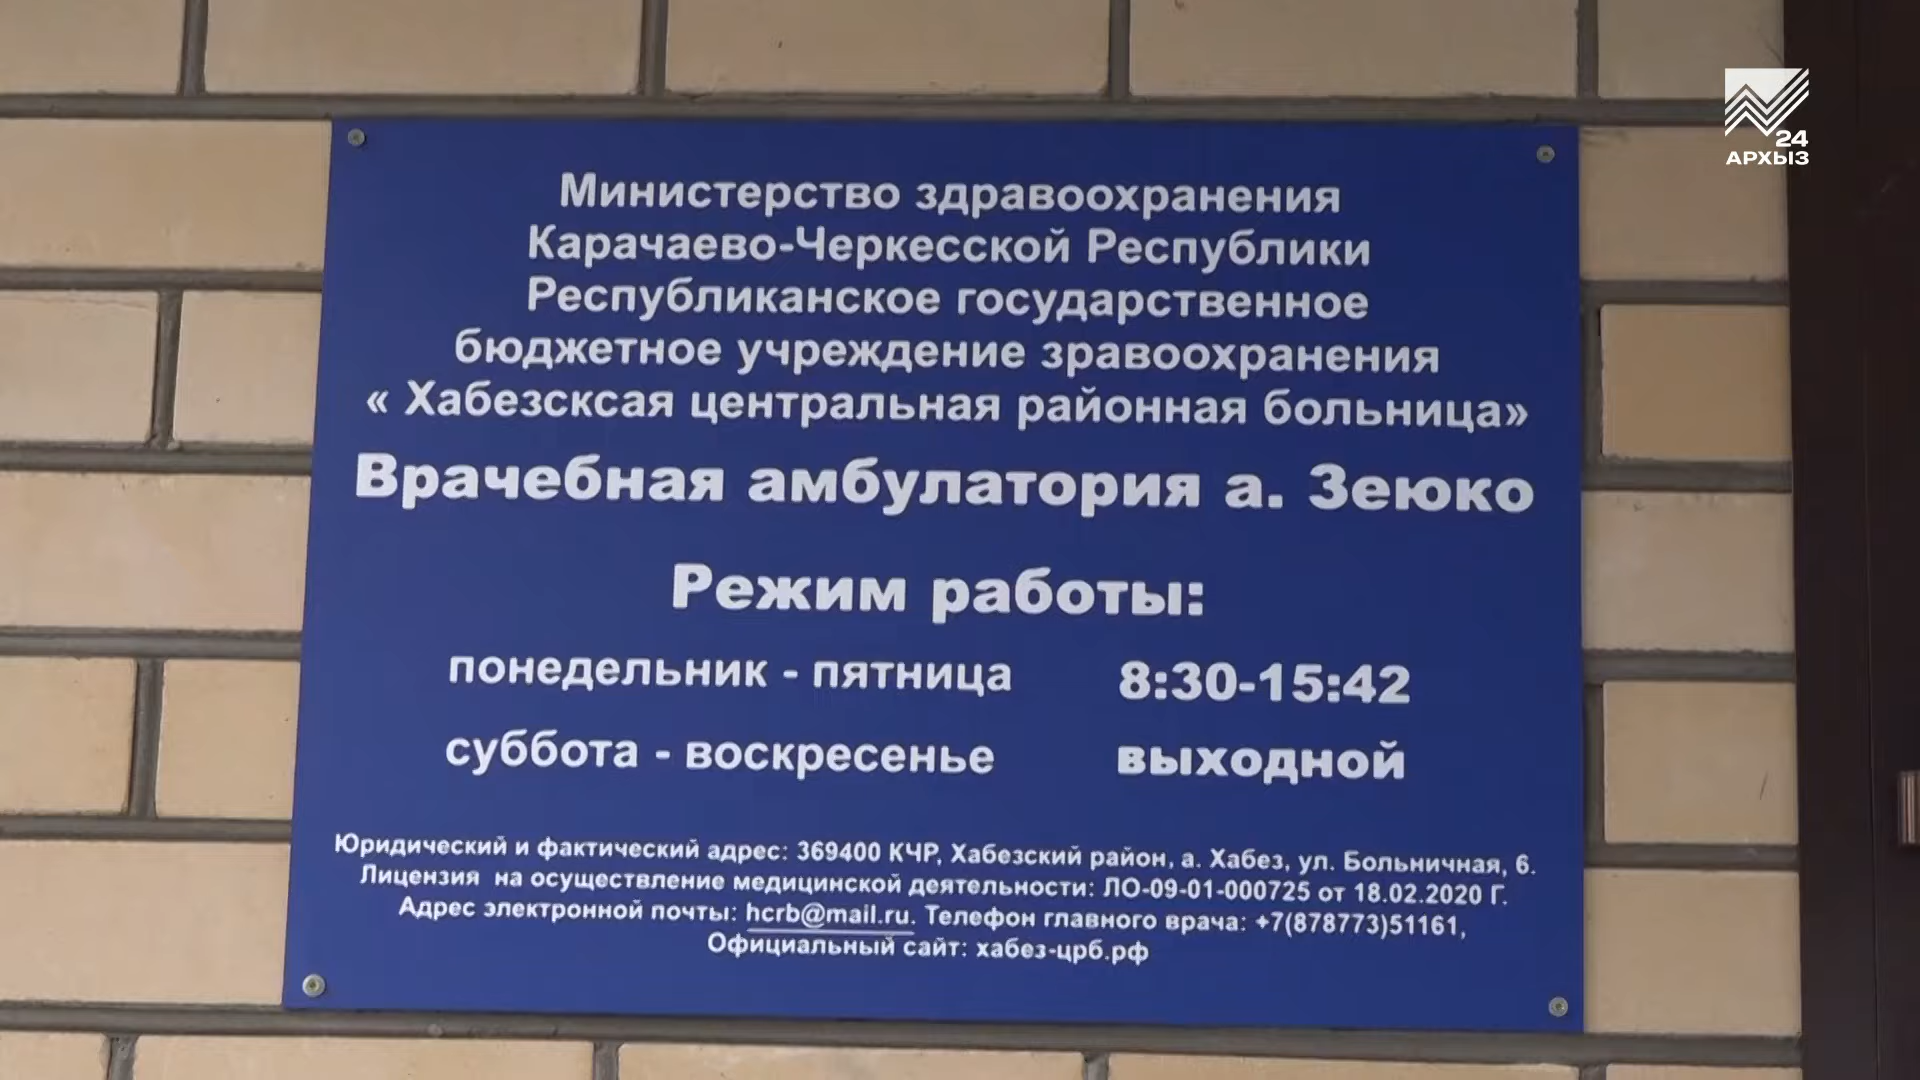 24
АРХЫЗ
Министерство здравоохранения
Карачаево-Черкесской Республики
Республиканское государственное
бюджетное учреждение зравоохранения
« Хабезсксая центральная районная больница»
Врачебная амбулатория а. Зеюко
Режим работы:
понедельник - пятница 8:30-15:42
суббота - воскресенье выходной
Юридический и фактический адрес: 369400 КЧР, Хабезский район, а. Хабез, ул. Больничная, 6.
Лицензия на осуществление медицинской деятельности: ЛО-09-01-000725 от 18.02.2020 Г.
Адрес электронной почты: hcrb@mail.ru. Телефон главного врача: +7(878773)51161,
Официальный сайт: хабез-црб.рф